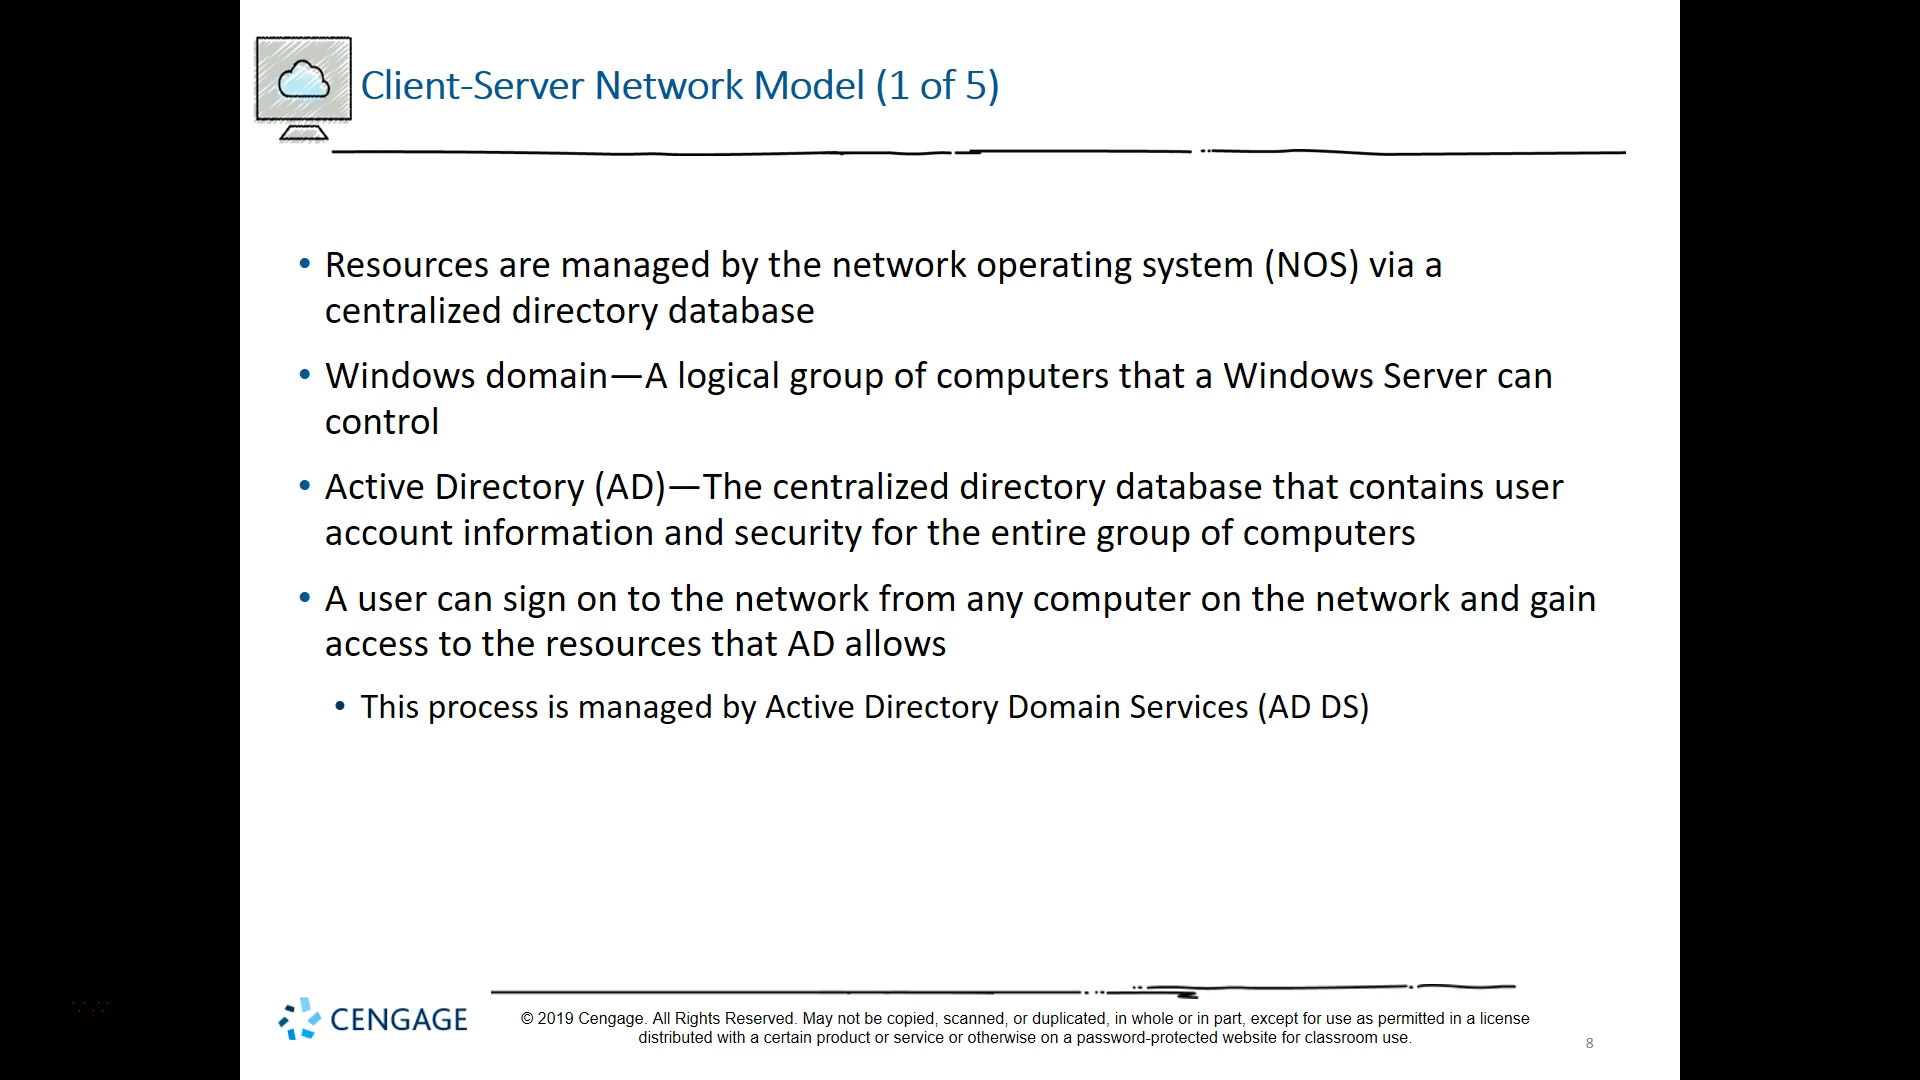 Client-Server Network Model (1 of 5)
• Resources are managed by the network operating system (NOS) via a
centralized directory database
• Windows domain—A logical group of computers that a Windows Server can
control
• Active Directory (AD)—The centralized directory database that contains user
account information and security for the entire group of computers
• A user can sign on to the network from any computer on the network and gain
access to the resources that AD allows
• This process is managed by Active Directory Domain Services (AD DS)
CENGAGE
© 2019 Cengage. All Rights Reserved. May not be copied, scanned, or duplicated, in whole or in part, except for use as permitted in a license
distributed with a certain product or service or otherwise on a password-protected website for classroom use.
8